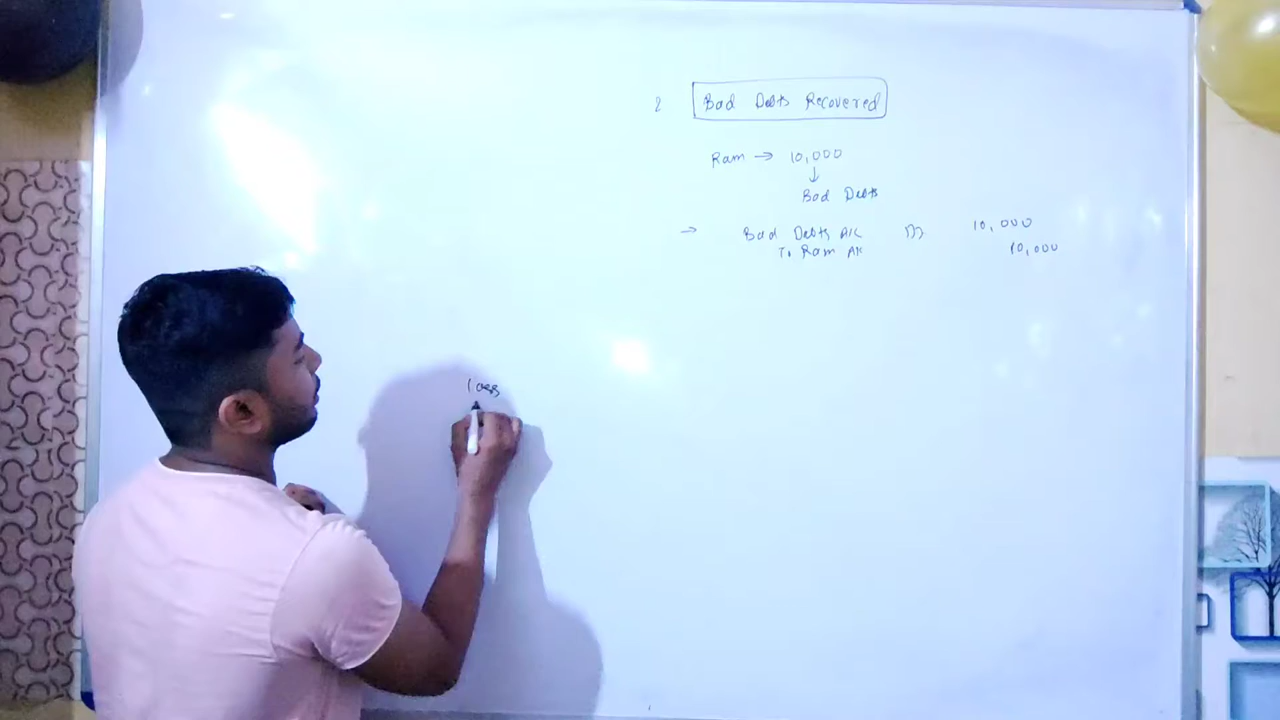 2 Bad Debts Recovered
Ram → 10,000
↓
Bad Debts
→ Bad Debts A/C Dr 10,000
To Ram A/C 10,000
loss